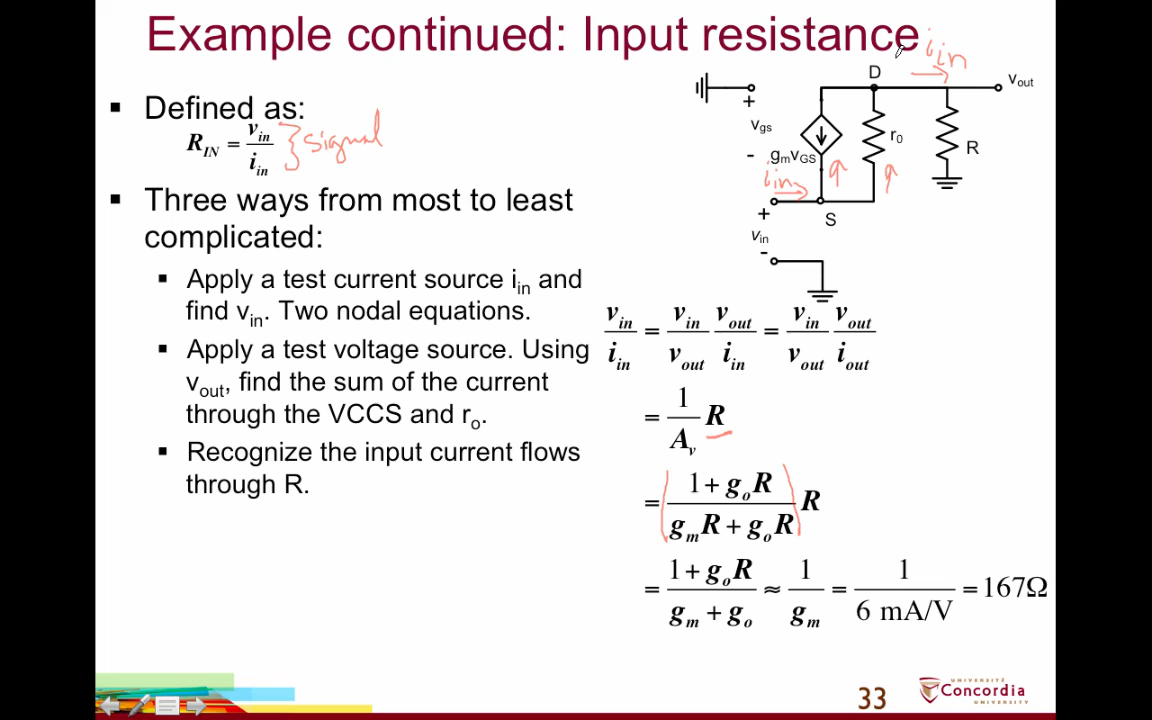 Example continued: Input resistance
▪ Defined as:
R_IN = v_in / i_in } signal
▪ Three ways from most to least
complicated:
▪ Apply a test current source i_in and
find v_in. Two nodal equations.
▪ Apply a test voltage source. Using
v_out, find the sum of the current
through the VCCS and r_o.
▪ Recognize the input current flows
through R.
i_in
D
v_out
+
v_gs
-
g_m v_GS
r_0
R
i_in
+
S
v_in
-
v_in / i_in = v_in / v_out v_out / i_in = v_in / v_out v_out / i_out
= 1 / A_v R
= ( 1 + g_o R / g_m R + g_o R ) R
= 1 + g_o R / g_m + g_o ≈ 1 / g_m = 1 / 6 mA/V = 167Ω
33
UNIVERSITÉ
Concordia
UNIVERSITY